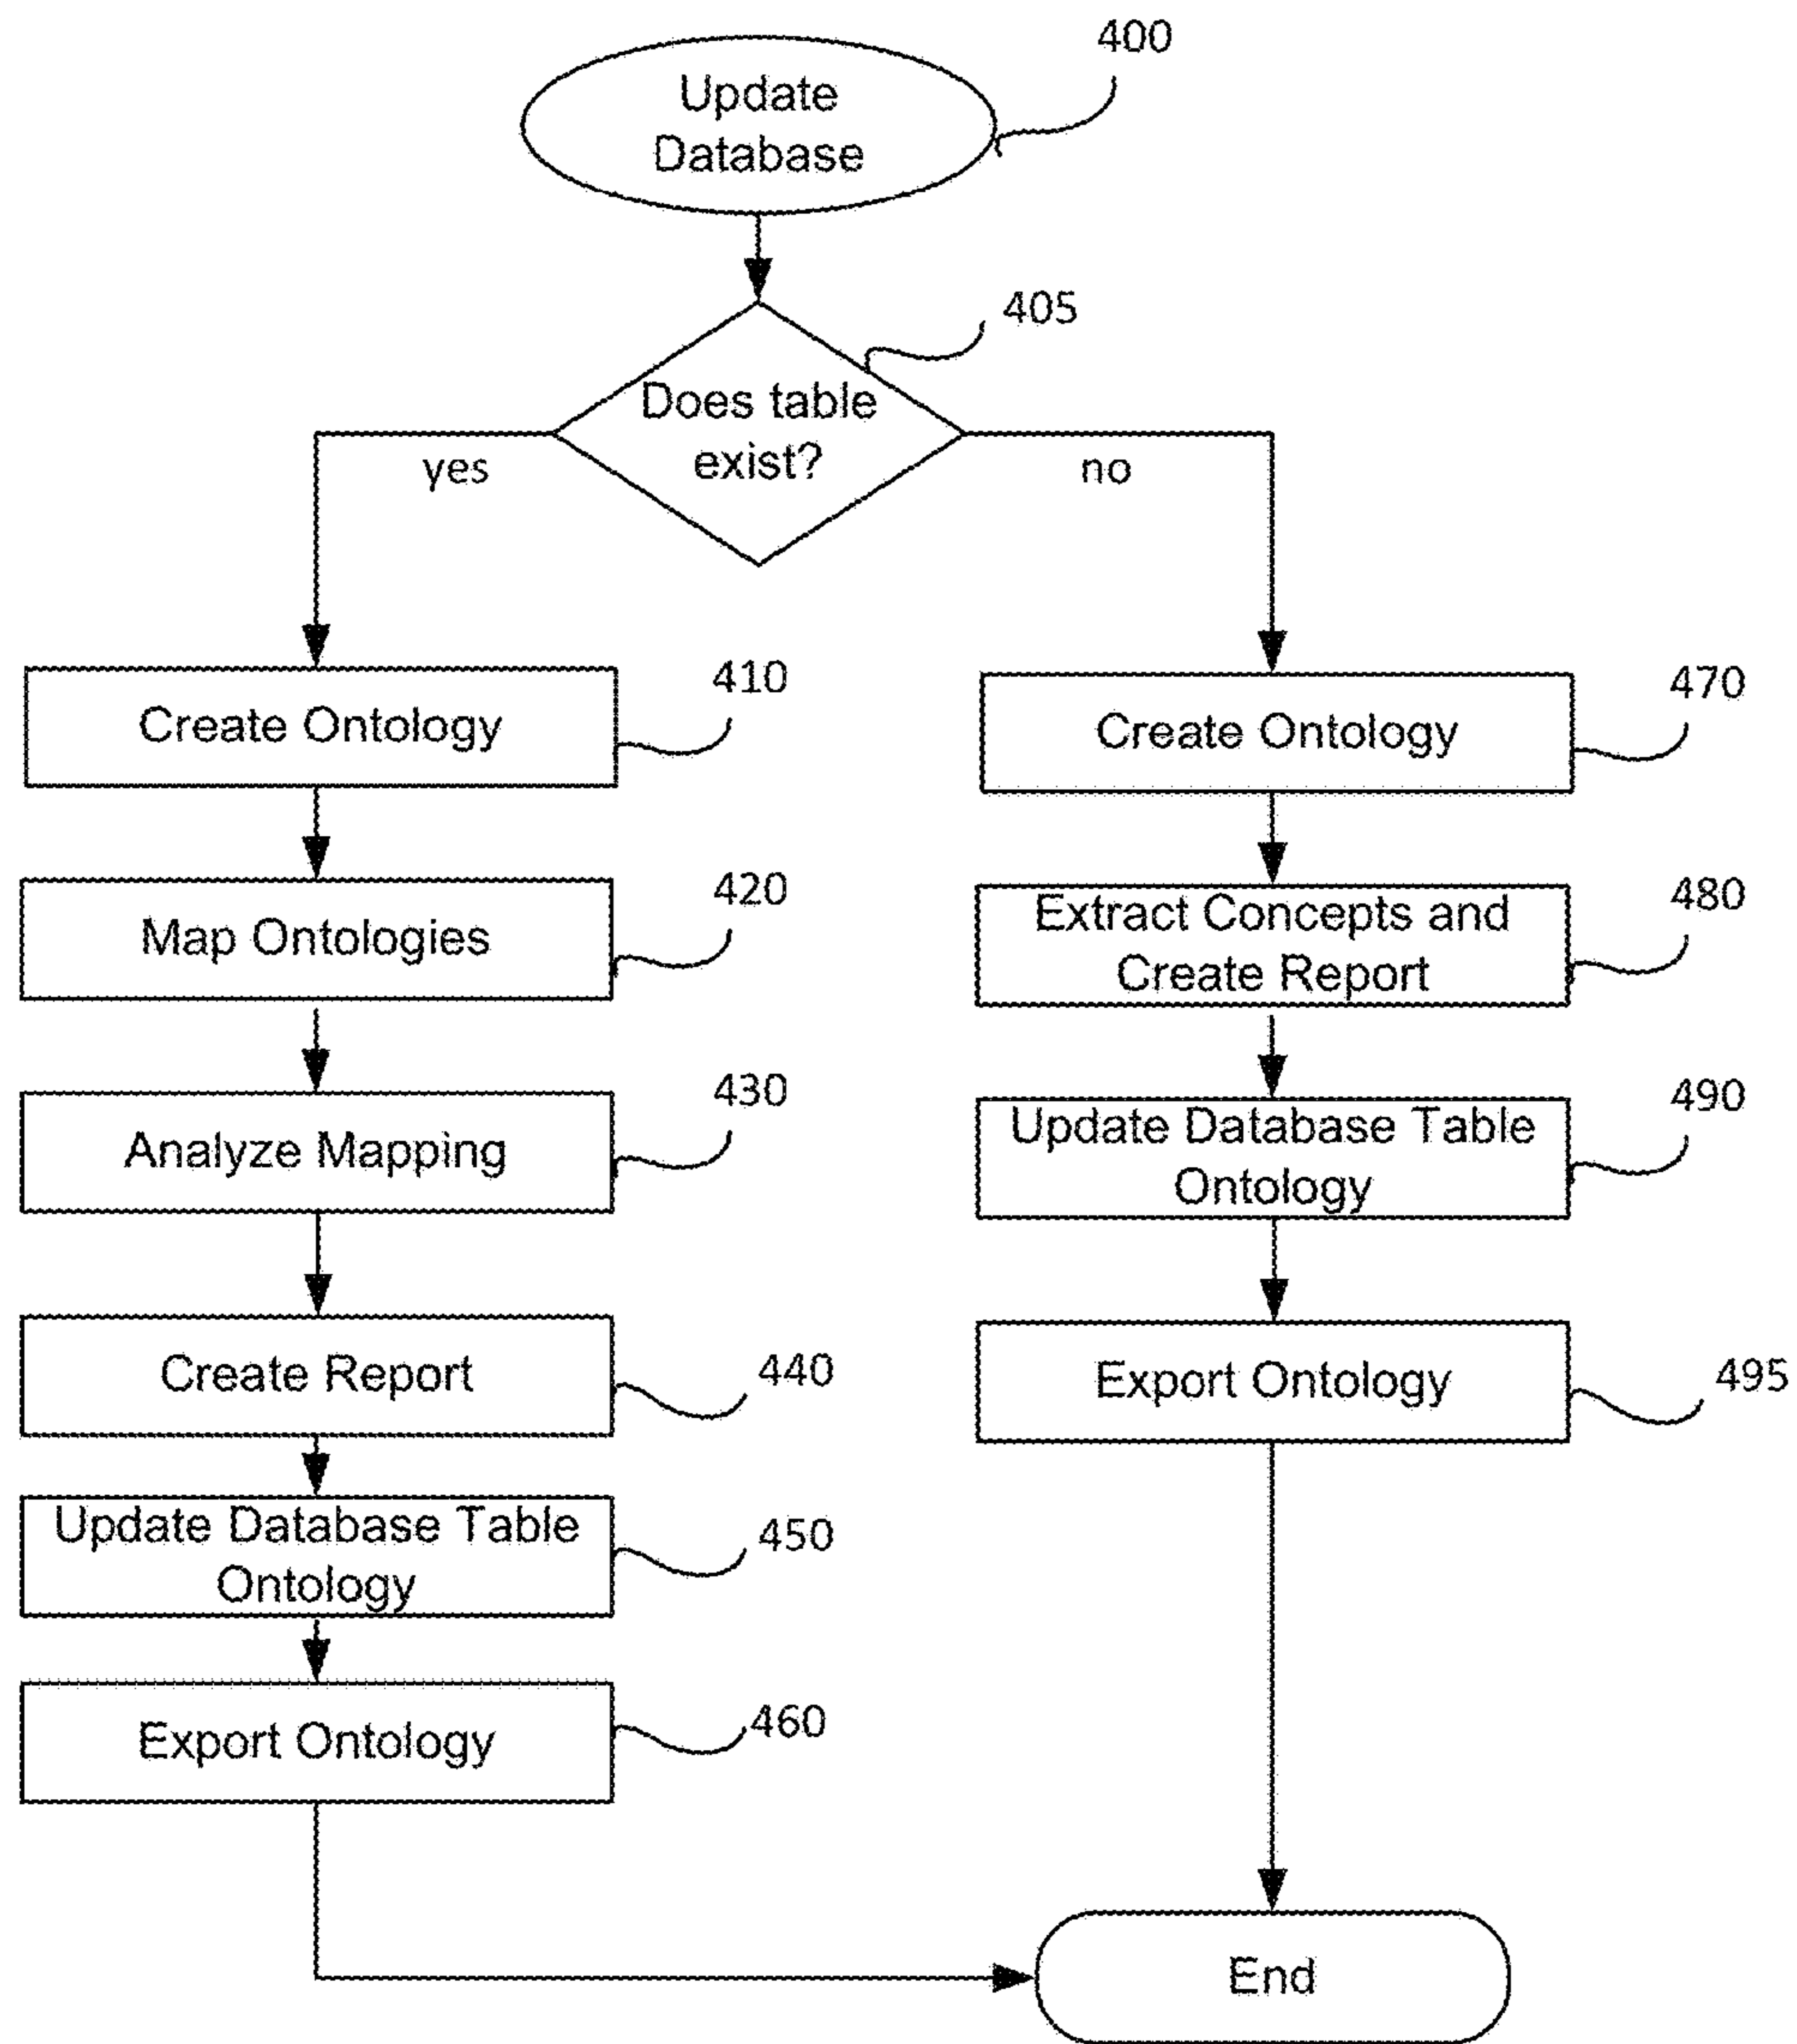 400
Update
Database
405
Does table
exist?
yes
no
410
Create Ontology
470
Create Ontology
420
Map Ontologies
480
Extract Concepts and
Create Report
430
Analyze Mapping
490
Update Database Table
Ontology
440
Create Report
495
Export Ontology
450
Update Database Table
Ontology
460
Export Ontology
End